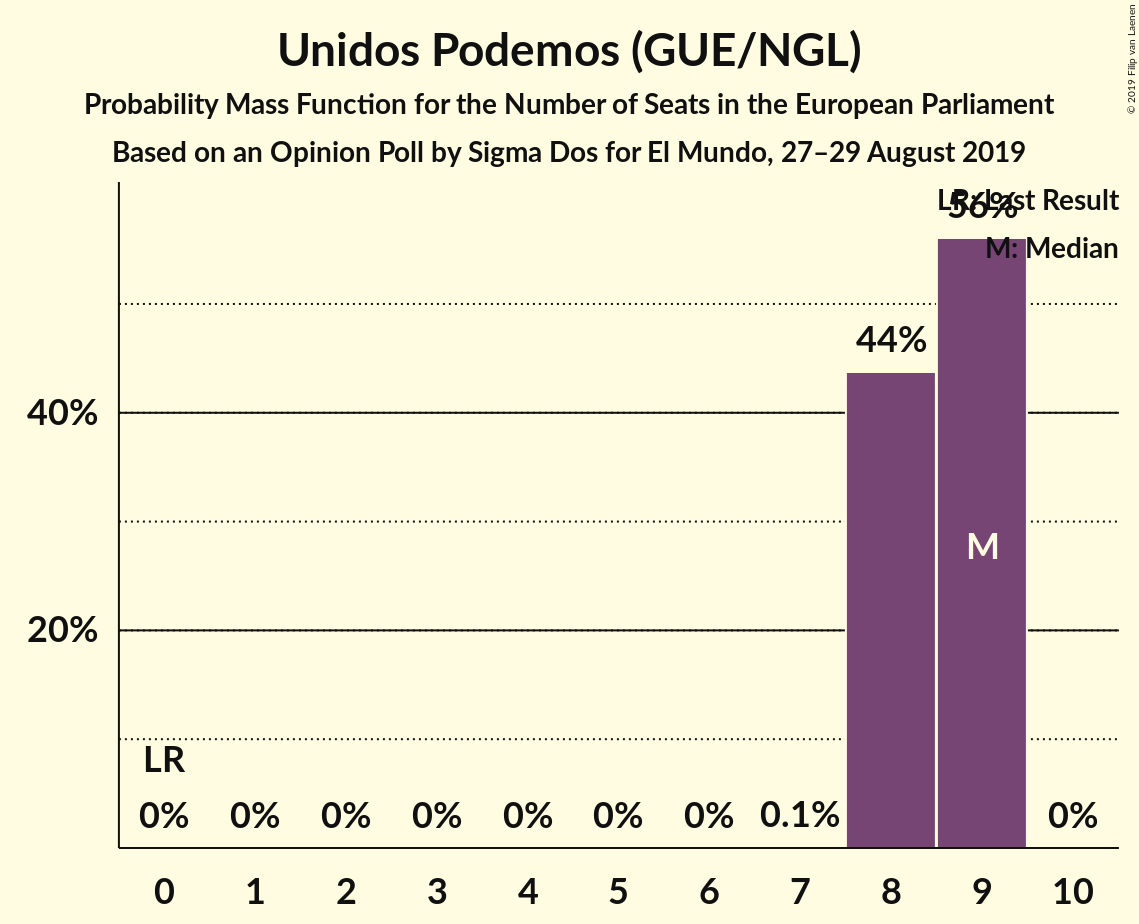 Unidos Podemos (GUE/NGL)
Probability Mass Function for the Number of Seats in the European Parliament
Based on an Opinion Poll by Sigma Dos for El Mundo, 27–29 August 2019
© 2019 Filip van Laenen
LR: Last Result
M: Median
56%
44%
40%
M
20%
LR
0% 0% 0% 0% 0% 0% 0% 0.1% 0%
0 1 2 3 4 5 6 7 8 9 10